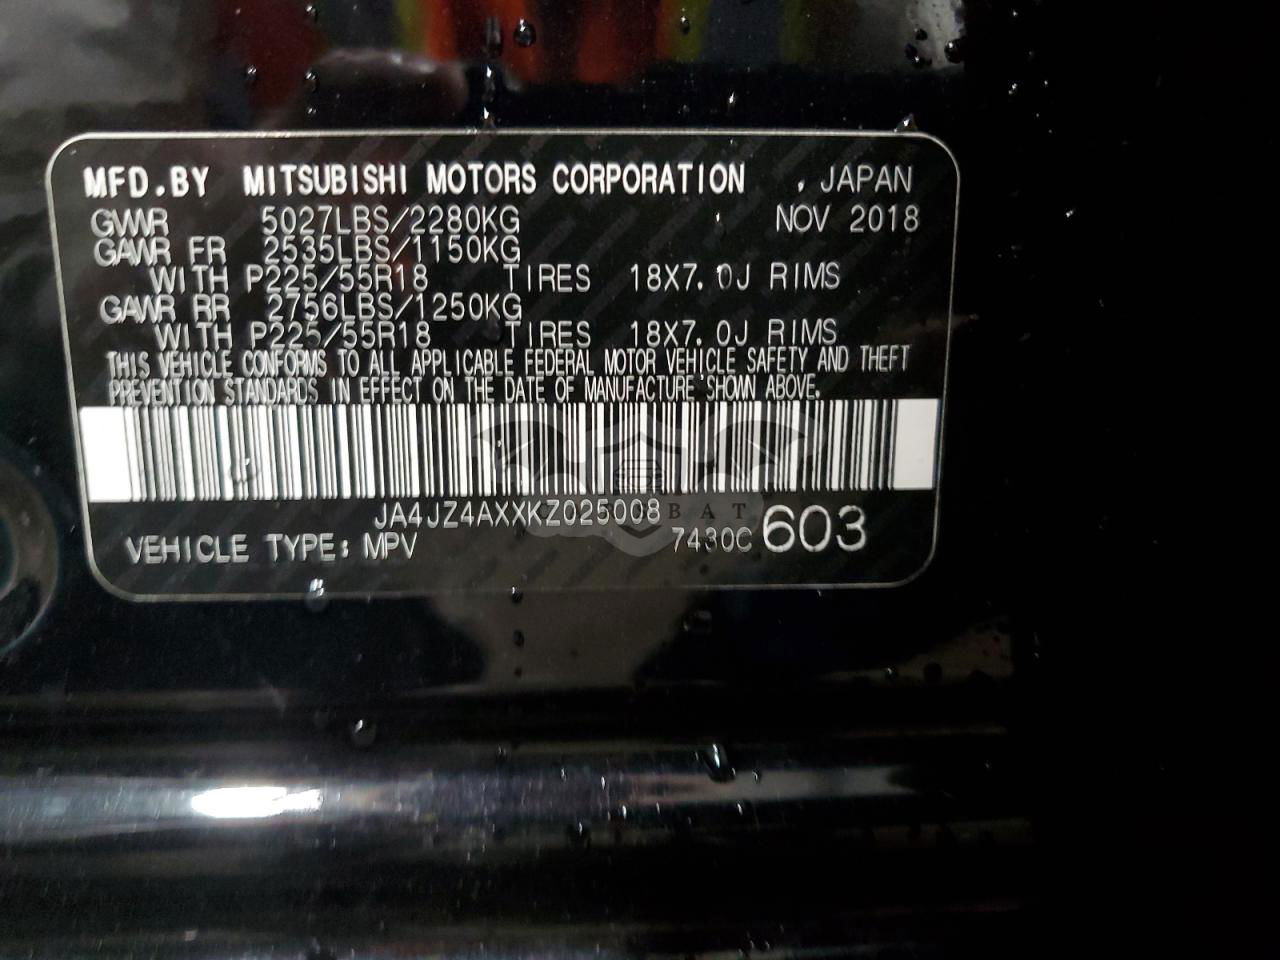 MFD.BY MITSUBISHI MOTORS CORPORATION , JAPAN
GVWR 5027LBS/2280KG NOV 2018
GAWR FR 2535LBS/1150KG
WITH P225/55R18 TIRES 18X7.0J RIMS
GAWR RR 2756LBS/1250KG
WITH P225/55R18 TIRES 18X7.0J RIMS
THIS VEHICLE CONFORMS TO ALL APPLICABLE FEDERAL MOTOR VEHICLE SAFETY AND THEFT
PREVENTION STANDARDS IN EFFECT ON THE DATE OF MANUFACTURE SHOWN ABOVE.
JA4JZ4AXXKZ025008
VEHICLE TYPE: MPV 7430C 603